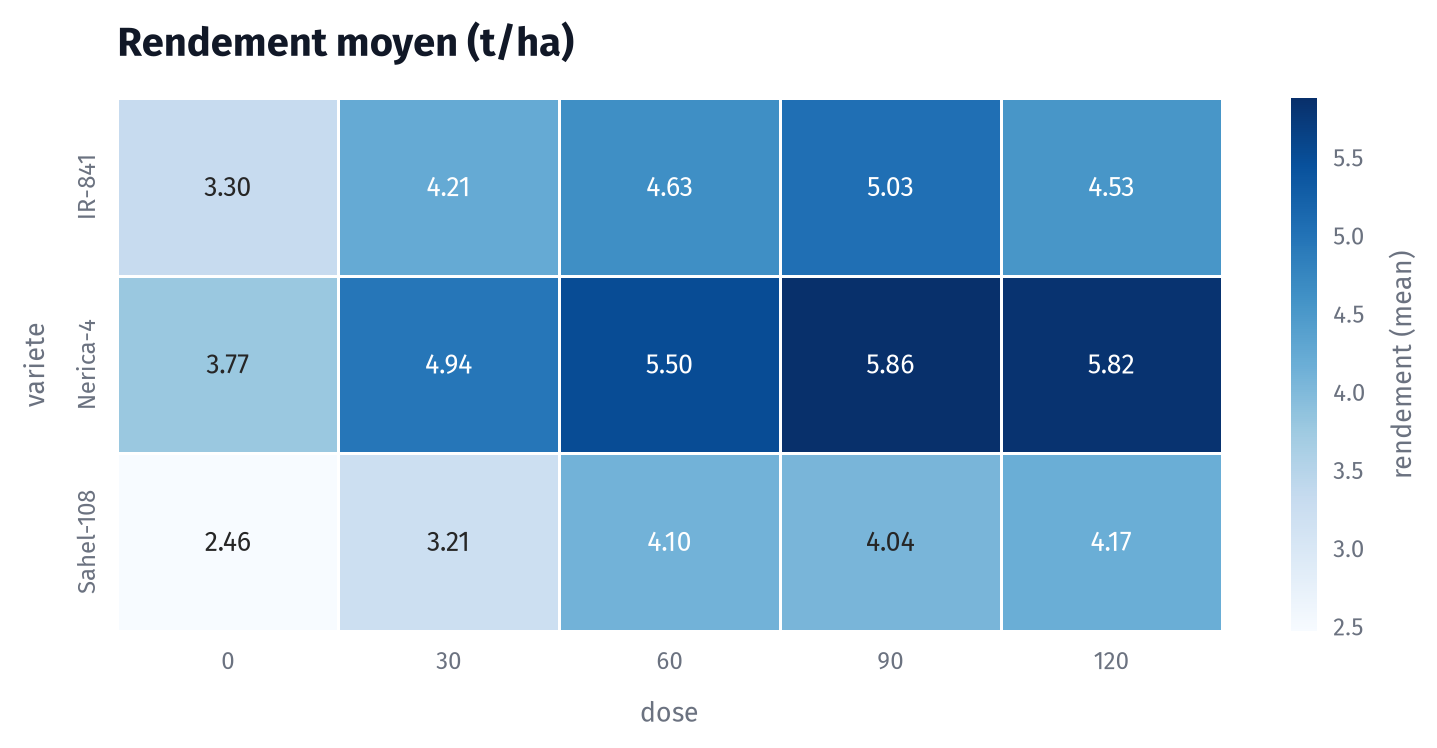 Rendement moyen (t/ha)
variete
IR-841
3.30 4.21 4.63 5.03 4.53
Nerica-4
3.77 4.94 5.50 5.86 5.82
Sahel-108
2.46 3.21 4.10 4.04 4.17
0 30 60 90 120
dose
5.5
5.0
4.5
4.0
3.5
3.0
2.5
rendement (mean)